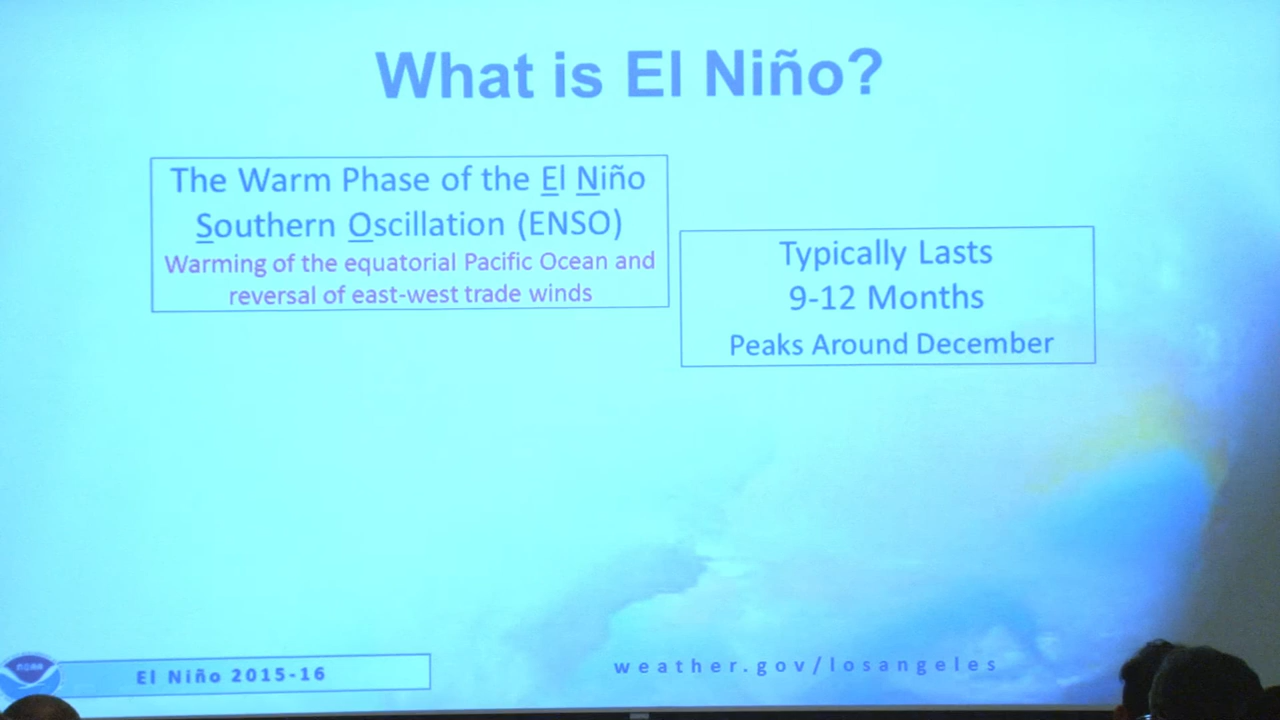 What is El Niño?
The Warm Phase of the El Niño
Southern Oscillation (ENSO)
Warming of the equatorial Pacific Ocean and
reversal of east-west trade winds
Typically Lasts
9-12 Months
Peaks Around December
noaa
El Niño 2015-16
weather.gov/losangeles